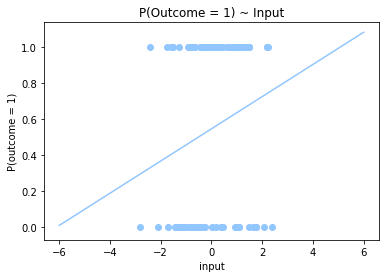 P(Outcome = 1) ~ Input
1.0
0.8
0.6
0.4
0.2
0.0
P(outcome = 1)
−6 −4 −2 0 2 4 6
input